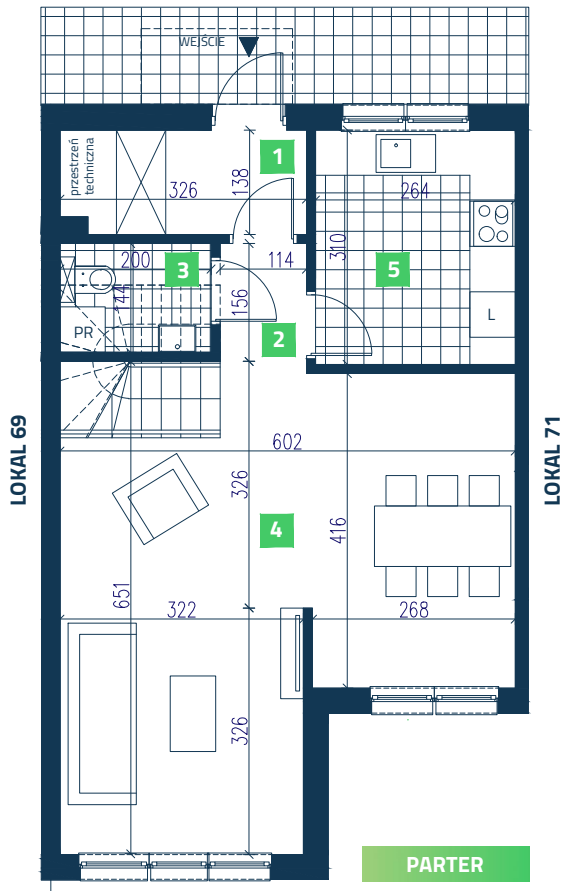 WEJŚCIE
przestrzeń
techniczna
1
138
326
264
310
200
3
114
5
144
156
PR
2
L
LOKAL 69
LOKAL 71
602
326
4
416
651
322
268
326
PARTER